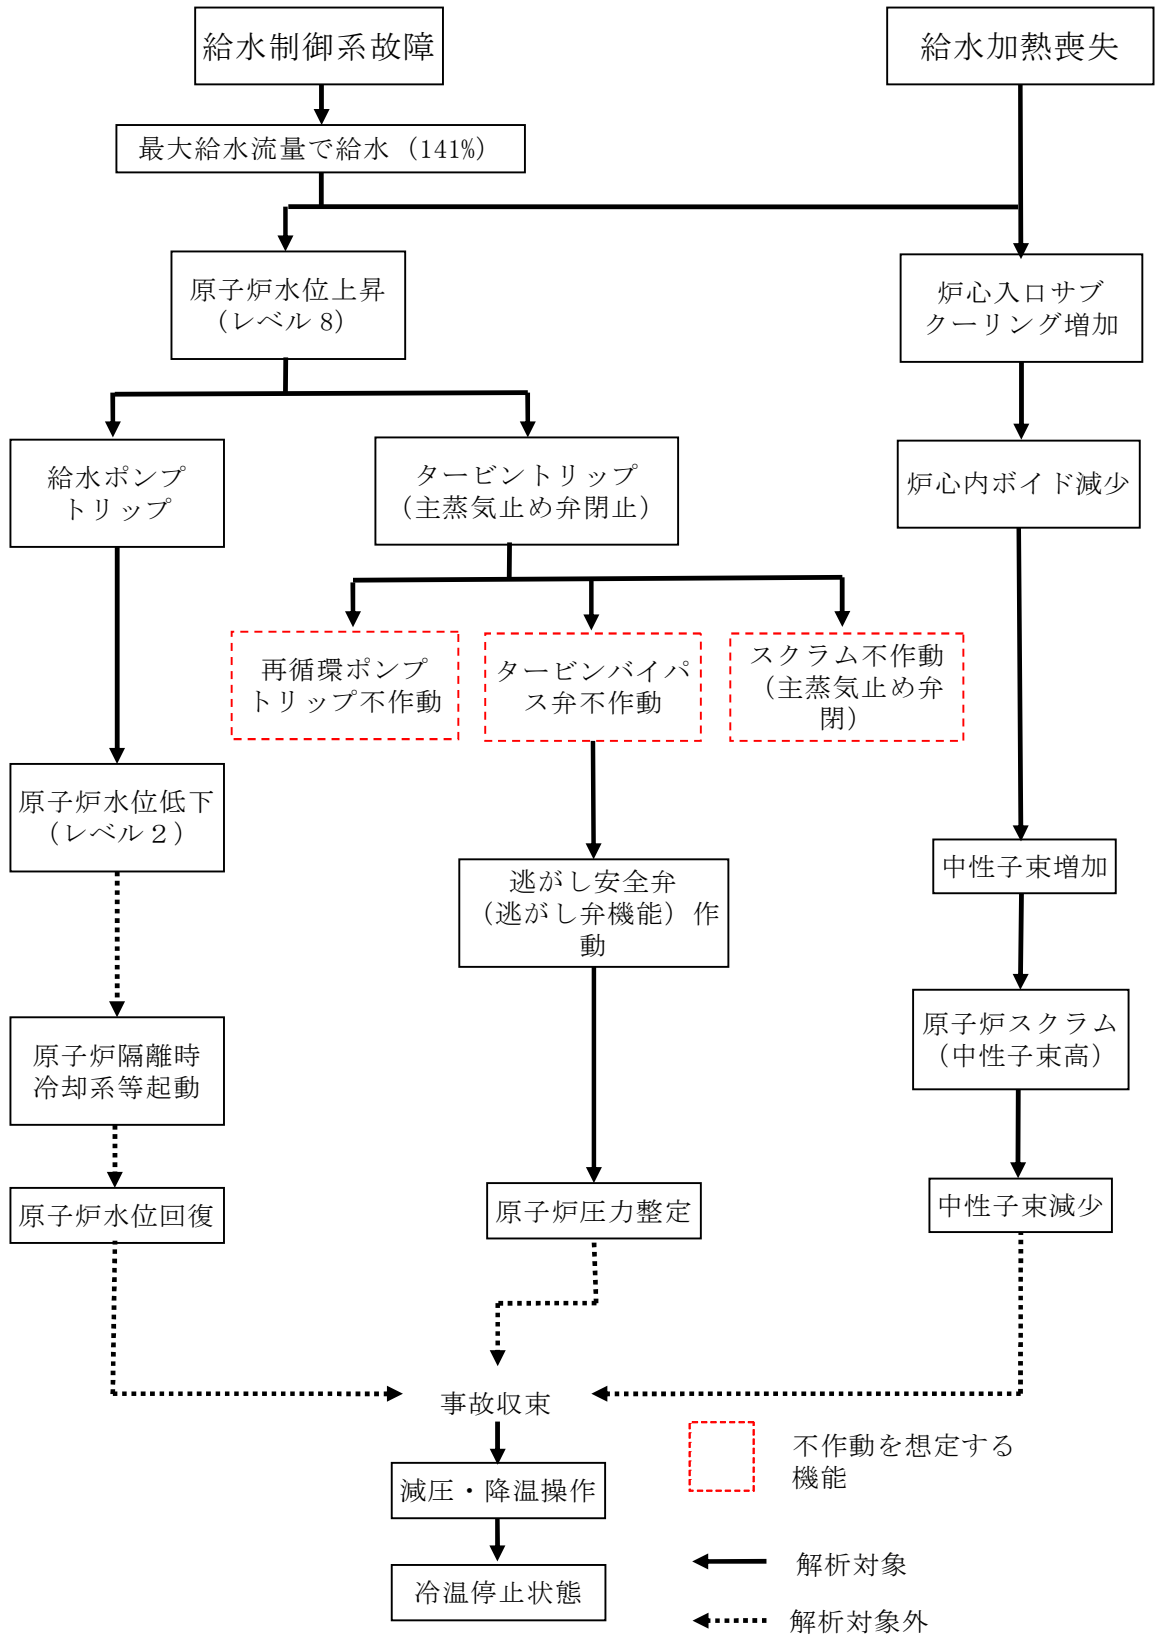 給水制御系故障
給水加熱喪失
最大給水流量で給水（141%）
原子炉水位上昇
（レベル 8）
炉心入口サブ
クーリング増加
給水ポンプ
トリップ
タービントリップ
（主蒸気止め弁閉止）
炉心内ボイド減少
再循環ポンプ
トリップ不作動
タービンバイパ
ス弁不作動
スクラム不作動
（主蒸気止め弁
閉）
原子炉水位低下
（レベル２）
逃がし安全弁
（逃がし弁機能）作
動
中性子束増加
原子炉隔離時
冷却系等起動
原子炉スクラム
（中性子束高）
原子炉水位回復
原子炉圧力整定
中性子束減少
事故収束
減圧・降温操作
冷温停止状態
不作動を想定する
機能
解析対象
解析対象外